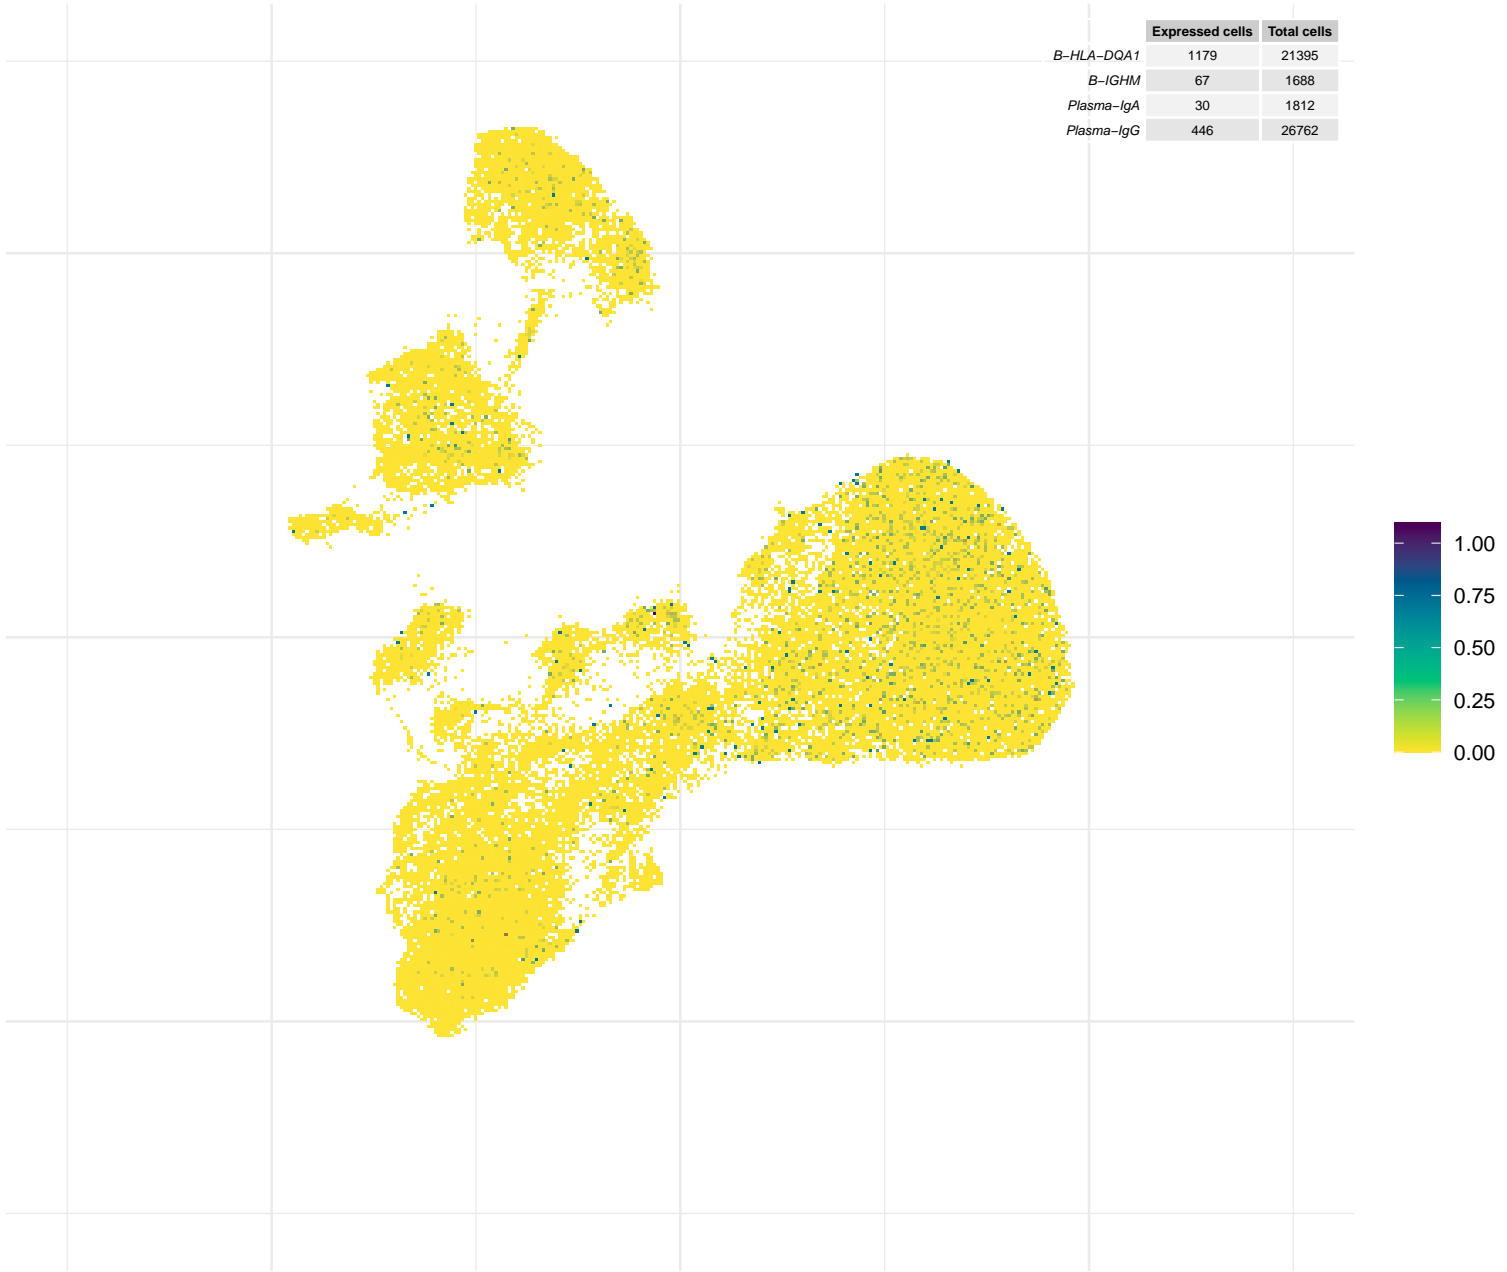 Expressed cells Total cells
B−HLA−DQA1 1179 21395
B−IGHM 67 1688
Plasma−IgA 30 1812
Plasma−IgG 446 26762
1.00
0.75
0.50
0.25
0.00